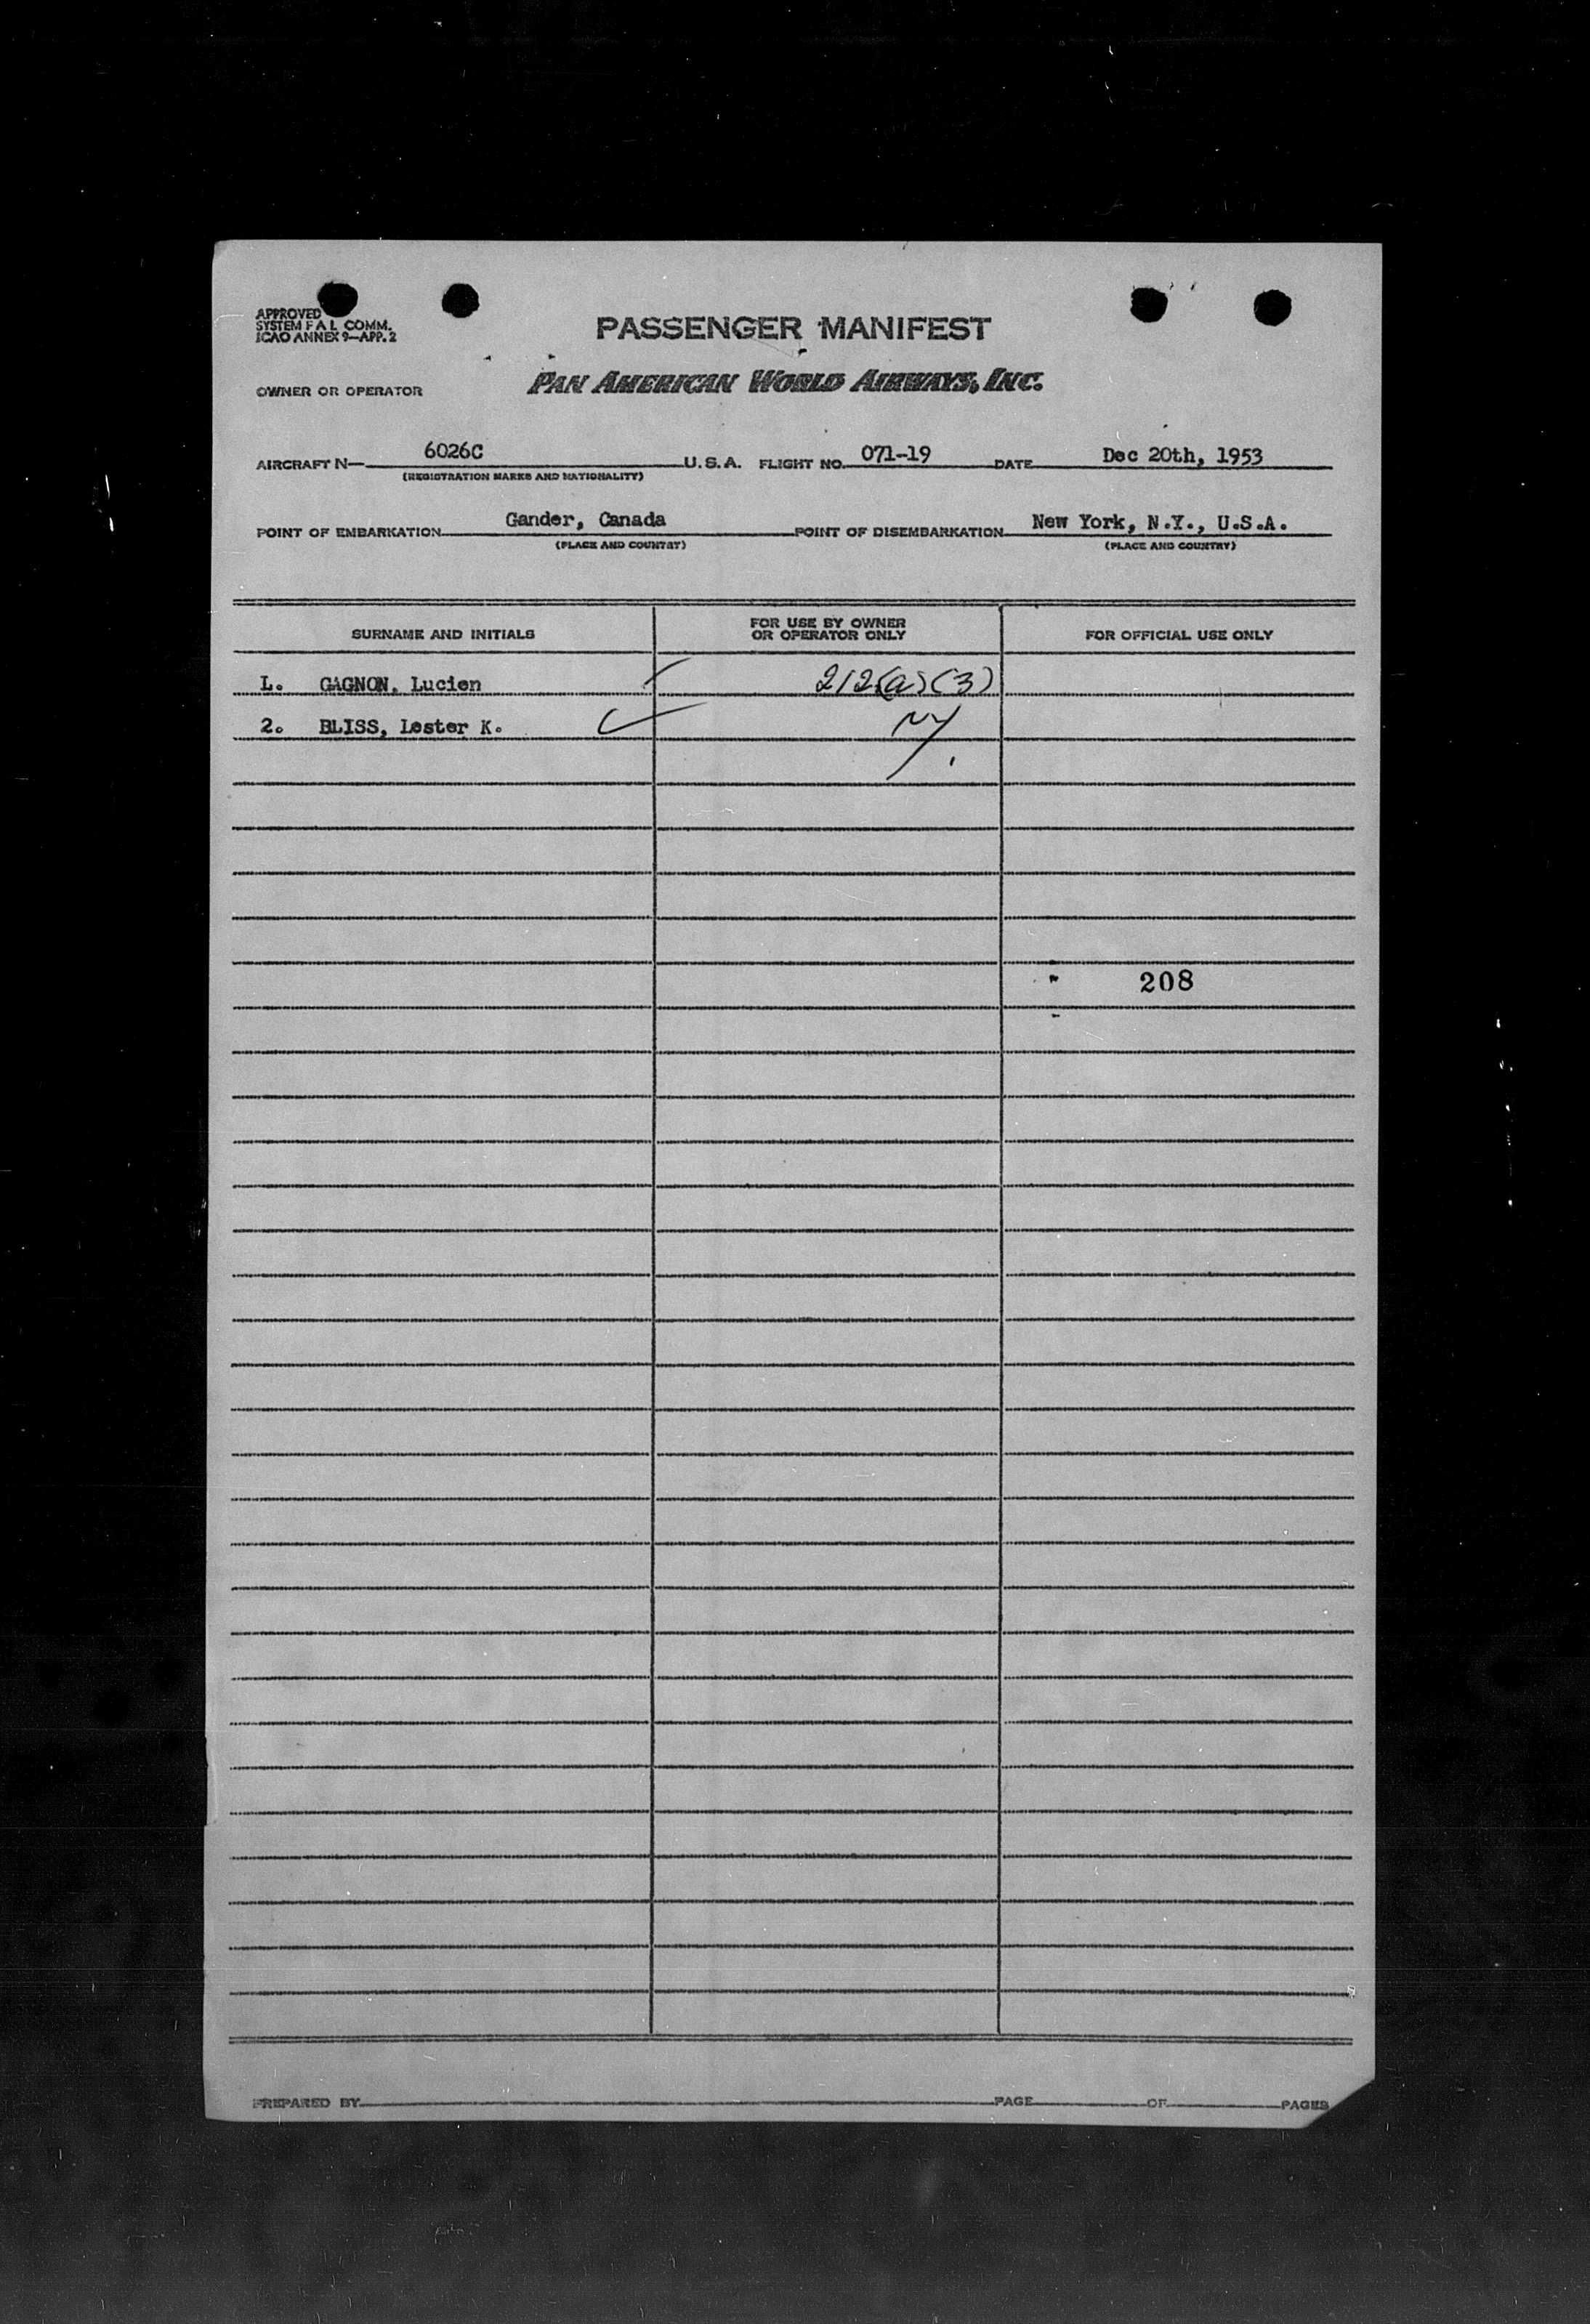 APPROVED
SYSTEM F A L COMM.
ICAO ANNEX 9—APP. 2
PASSENGER MANIFEST
OWNER OR OPERATOR PAN AMERICAN WORLD AIRWAYS, INC.
AIRCRAFT N— 6026C U. S. A. FLIGHT NO. 071-19 DATE Dec 20th, 1953
(REGISTRATION MARKS AND NATIONALITY)
POINT OF EMBARKATION Gander, Canada POINT OF DISEMBARKATION New York, N.Y., U.S.A.
(PLACE AND COUNTRY) (PLACE AND COUNTRY)
SURNAME AND INITIALS FOR USE BY OWNER OR OPERATOR ONLY FOR OFFICIAL USE ONLY
1. GAGNON, Lucien 212(a)(3)
2. BLISS, Lester K. NY
208
PREPARED BY PAGE OF PAGES